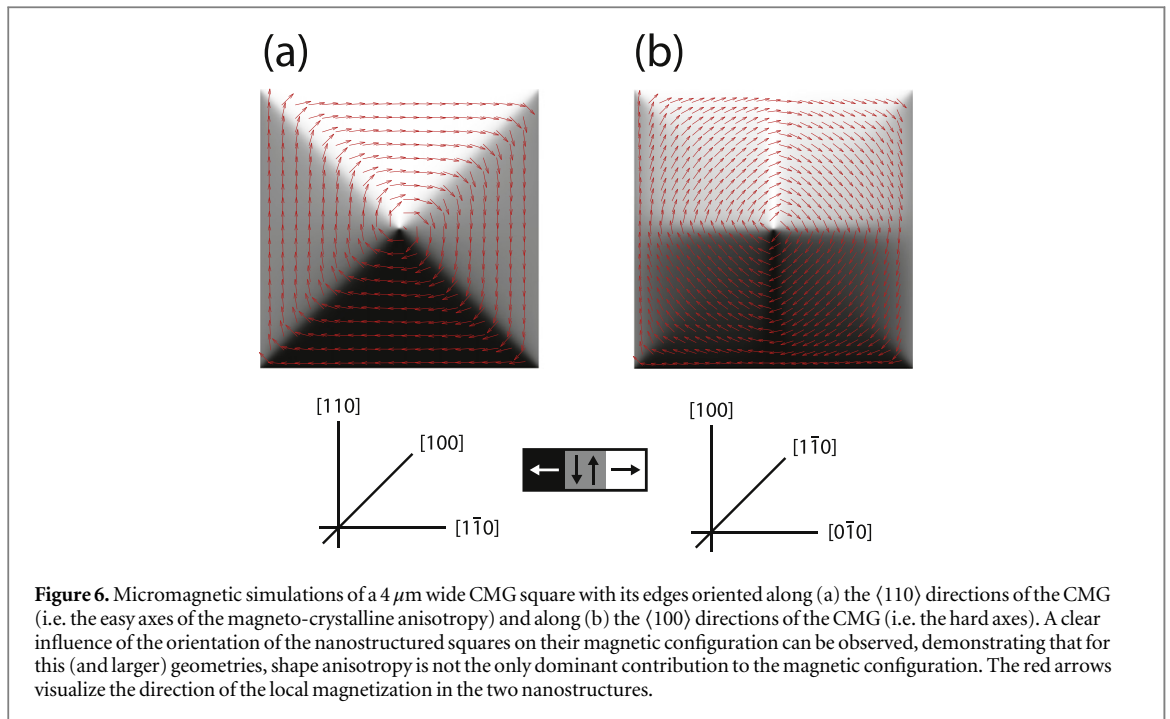 (a)
(b)
[110]
[100]
[11̄0]
[100]
[11̄0]
[01̄0]
Figure 6. Micromagnetic simulations of a 4 μm wide CMG square with its edges oriented along (a) the ⟨110⟩ directions of the CMG
(i.e. the easy axes of the magneto-crystalline anisotropy) and along (b) the ⟨100⟩ directions of the CMG (i.e. the hard axes). A clear
influence of the orientation of the nanostructured squares on their magnetic configuration can be observed, demonstrating that for
this (and larger) geometries, shape anisotropy is not the only dominant contribution to the magnetic configuration. The red arrows
visualize the direction of the local magnetization in the two nanostructures.